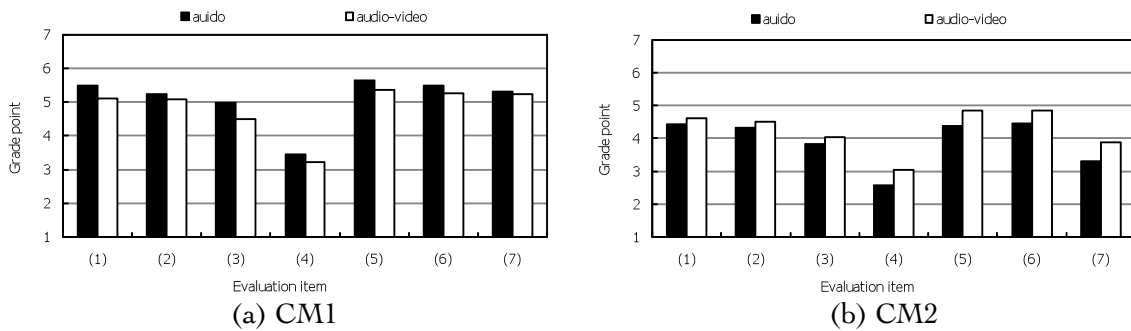 auido audio-video
7
6
5
4
3
2
1
Grade point
(1) (2) (3) (4) (5) (6) (7)
Evaluation item
(a) CM1
auido audio-video
7
6
5
4
3
2
1
Grade point
(1) (2) (3) (4) (5) (6) (7)
Evaluation item
(b) CM2